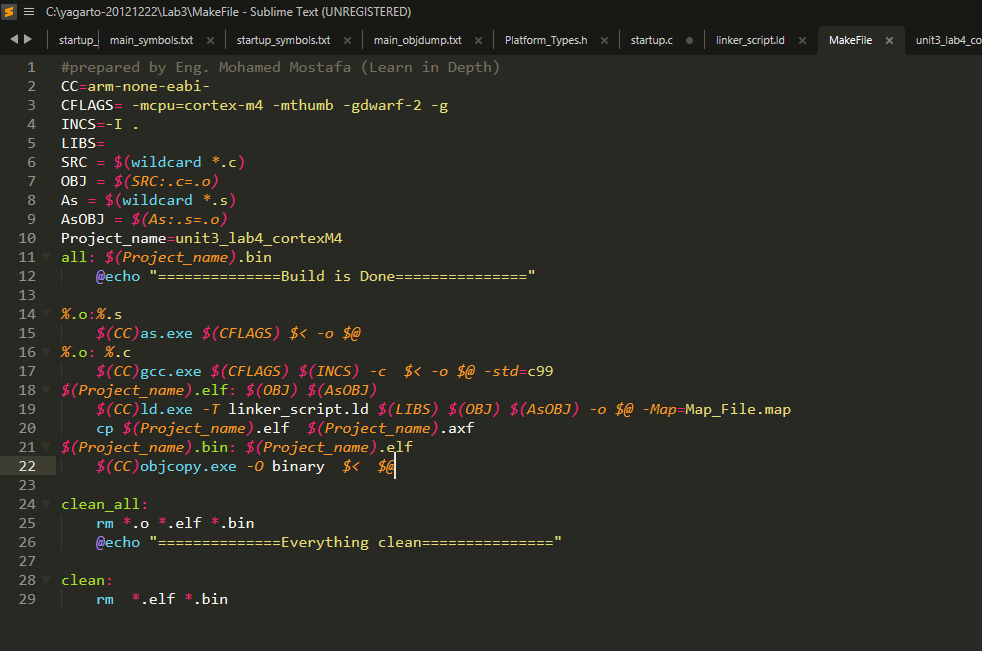 C:\yagarto-20121222\Lab3\MakeFile - Sublime Text (UNREGISTERED)
startup_ main_symbols.txt × startup_symbols.txt × main_objdump.txt × Platform_Types.h × startup.c linker_script.ld × MakeFile × unit3_lab4_co
1 #prepared by Eng. Mohamed Mostafa (Learn in Depth)
2 CC=arm-none-eabi-
3 CFLAGS= -mcpu=cortex-m4 -mthumb -gdwarf-2 -g
4 INCS=-I .
5 LIBS=
6 SRC = $(wildcard *.c)
7 OBJ = $(SRC:.c=.o)
8 As = $(wildcard *.s)
9 AsOBJ = $(As:.s=.o)
10 Project_name=unit3_lab4_cortexM4
11 all: $(Project_name).bin
12     @echo "==============Build is Done==============="
13
14 %.o:%.s
15     $(CC)as.exe $(CFLAGS) $< -o $@
16 %.o: %.c
17     $(CC)gcc.exe $(CFLAGS) $(INCS) -c  $< -o $@ -std=c99
18 $(Project_name).elf: $(OBJ) $(AsOBJ)
19     $(CC)ld.exe -T linker_script.ld $(LIBS) $(OBJ) $(AsOBJ) -o $@ -Map=Map_File.map
20     cp $(Project_name).elf  $(Project_name).axf
21 $(Project_name).bin: $(Project_name).elf
22     $(CC)objcopy.exe -O binary  $<  $@
23
24 clean_all:
25     rm *.o *.elf *.bin
26     @echo "==============Everything clean==============="
27
28 clean:
29     rm  *.elf *.bin